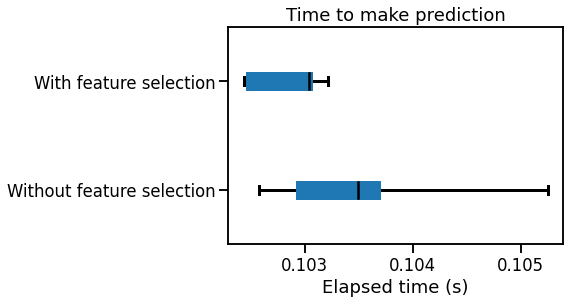 Time to make prediction
With feature selection
Without feature selection
0.103 0.104 0.105
Elapsed time (s)